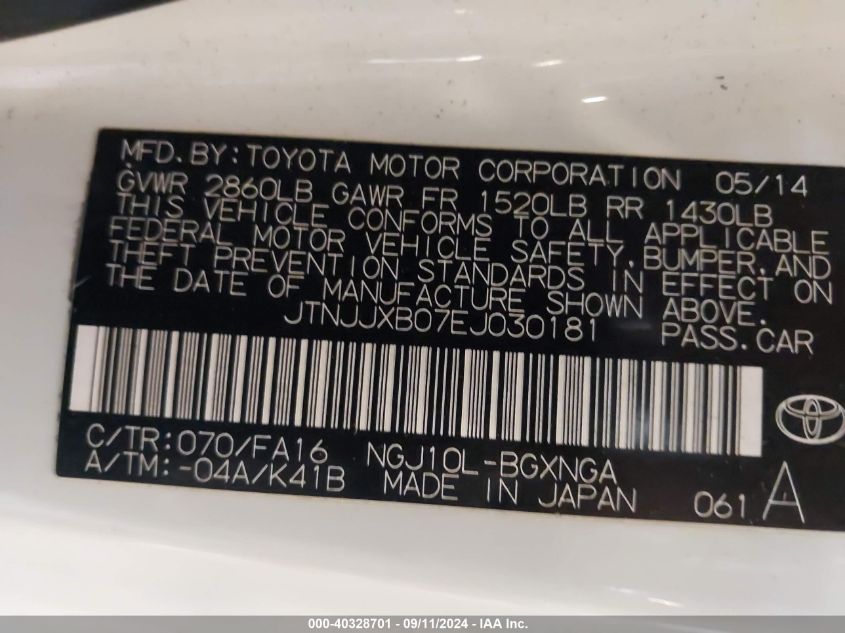 MFD.BY:TOYOTA MOTOR CORPORATION 05/14
GVWR 2860LB GAWR FR 1520LB RR 1430LB
THIS VEHICLE CONFORMS TO ALL APPLICABLE
FEDERAL MOTOR VEHICLE SAFETY,BUMPER,AND
THEFT PREVENTION STANDARDS IN EFFECT ON
THE DATE OF MANUFACTURE SHOWN ABOVE.
JTNJJXB07EJ030181 PASS.CAR
C/TR:070/FA16 NGJ10L-BGXNGA
A/TM:-04A/K41B MADE IN JAPAN 061 A
000-40328701 - 09/11/2024 - IAA Inc.